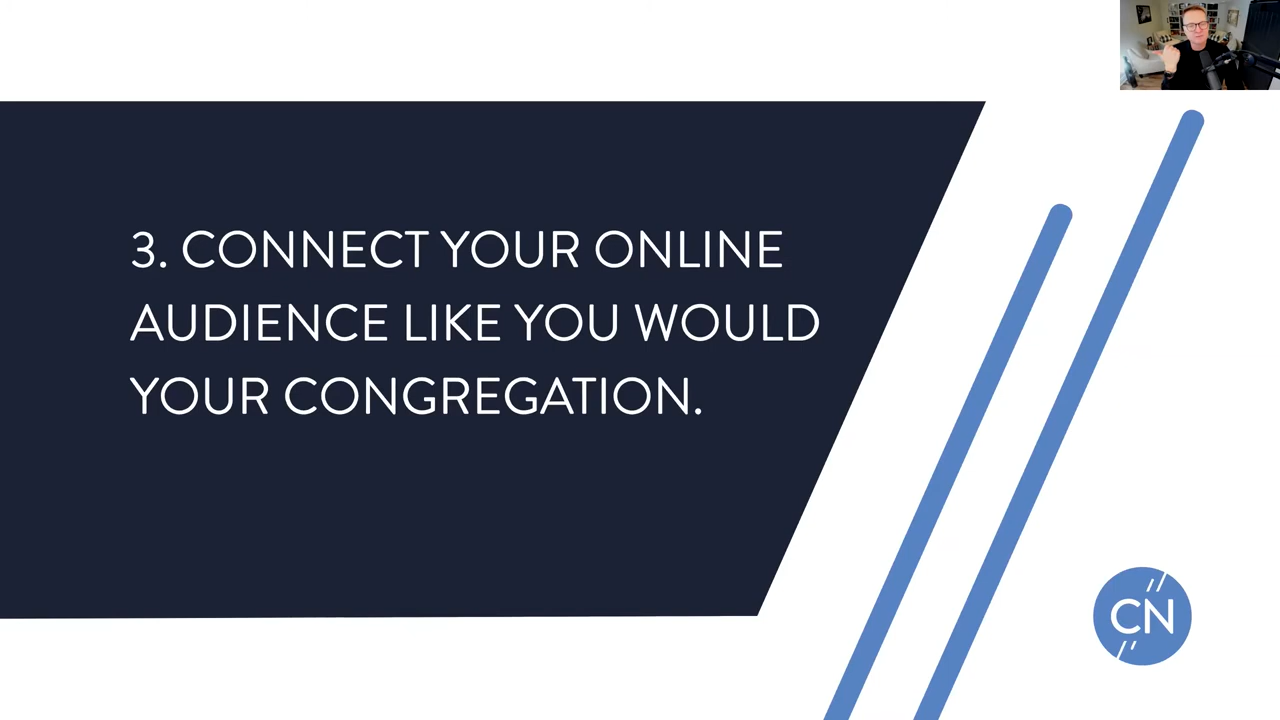 3. CONNECT YOUR ONLINE
AUDIENCE LIKE YOU WOULD
YOUR CONGREGATION.
CN